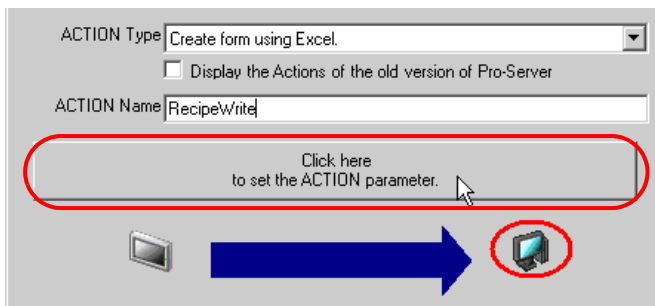 ACTION Type Create form using Excel.
Display the Actions of the old version of Pro-Server
ACTION Name RecipeWrite
Click here
to set the ACTION parameter.